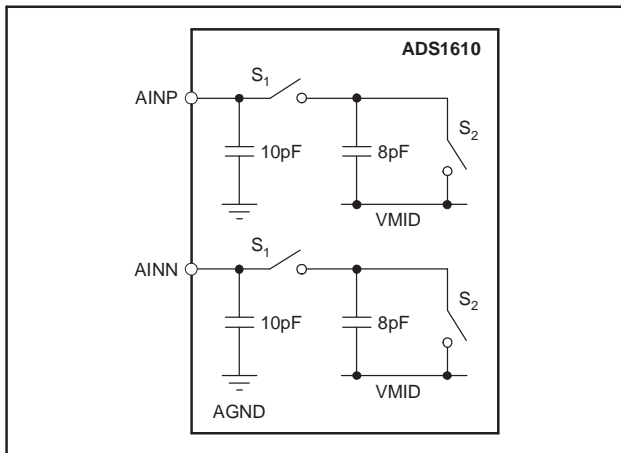 ADS1610
S1
AINP
S2
10pF
8pF
VMID
S1
AINN
S2
10pF
8pF
VMID
AGND